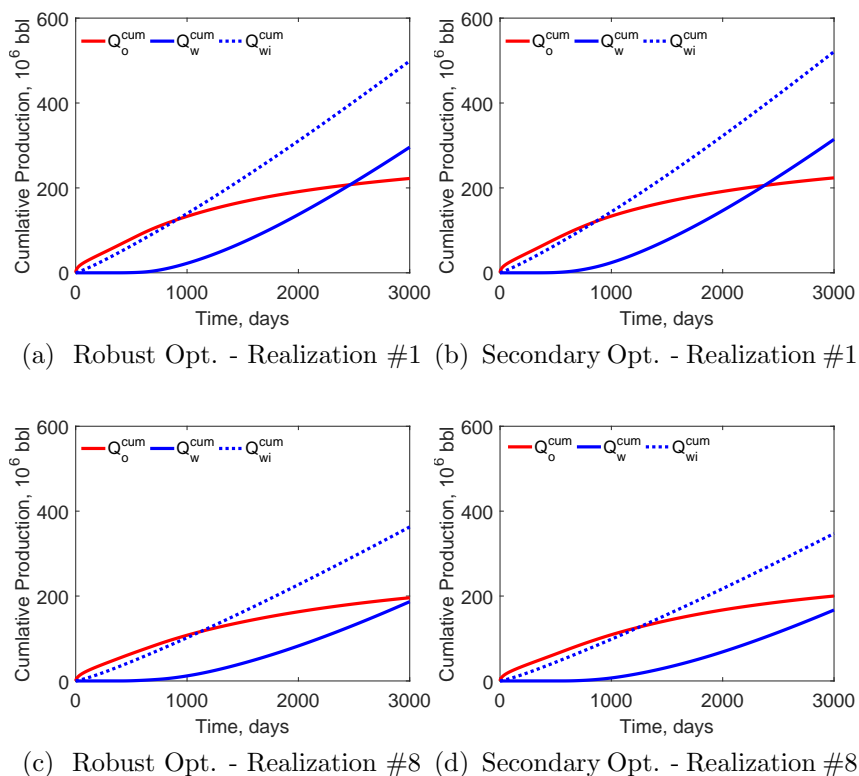 Cumlative Production, 10^6 bbl
600
400
200
0
Q_o^cum Q_w^cum Q_wi^cum
0 1000 2000 3000
Time, days
(a) Robust Opt. - Realization #1
Cumlative Production, 10^6 bbl
600
400
200
0
Q_o^cum Q_w^cum Q_wi^cum
0 1000 2000 3000
Time, days
(b) Secondary Opt. - Realization #1
Cumlative Production, 10^6 bbl
600
400
200
0
Q_o^cum Q_w^cum Q_wi^cum
0 1000 2000 3000
Time, days
(c) Robust Opt. - Realization #8
Cumlative Production, 10^6 bbl
600
400
200
0
Q_o^cum Q_w^cum Q_wi^cum
0 1000 2000 3000
Time, days
(d) Secondary Opt. - Realization #8